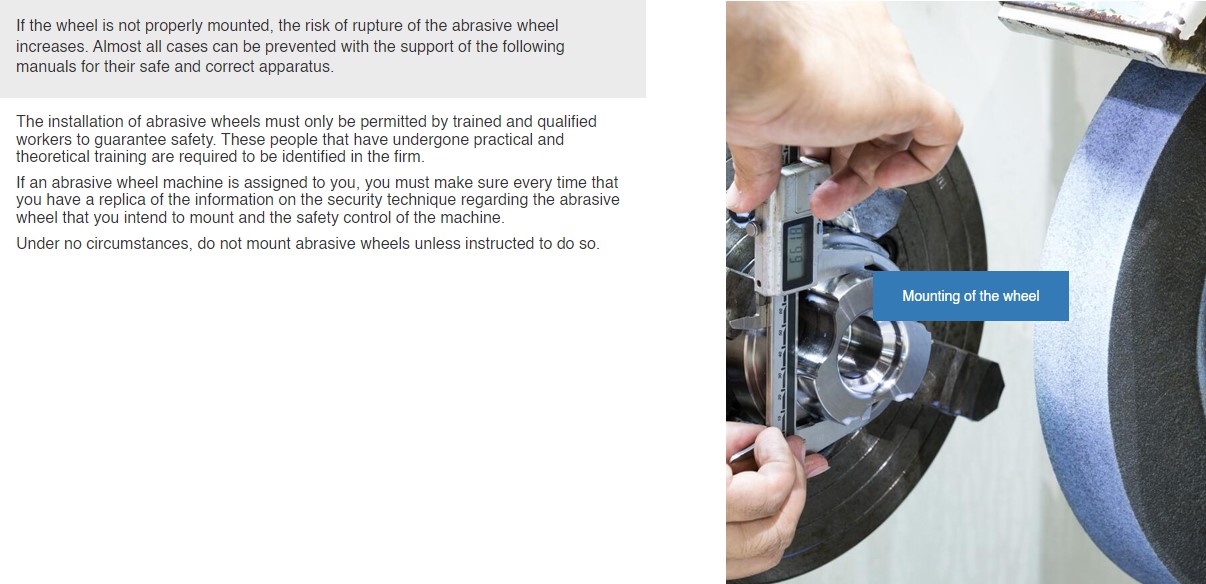 If the wheel is not properly mounted, the risk of rupture of the abrasive wheel
increases. Almost all cases can be prevented with the support of the following
manuals for their safe and correct apparatus.
The installation of abrasive wheels must only be permitted by trained and qualified
workers to guarantee safety. These people that have undergone practical and
theoretical training are required to be identified in the firm.
If an abrasive wheel machine is assigned to you, you must make sure every time that
you have a replica of the information on the security technique regarding the abrasive
wheel that you intend to mount and the safety control of the machine.
Under no circumstances, do not mount abrasive wheels unless instructed to do so.
Mounting of the wheel